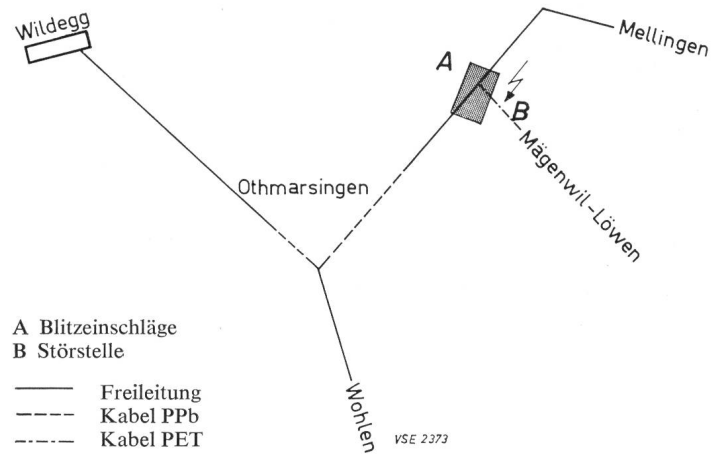 Wildegg
Mellingen
A
B
Mägenwil-Löwen
Othmarsingen
A Blitzeinschläge
B Störstelle
Freileitung
Kabel PPb
Kabel PET
Wohlen
VSE 2373